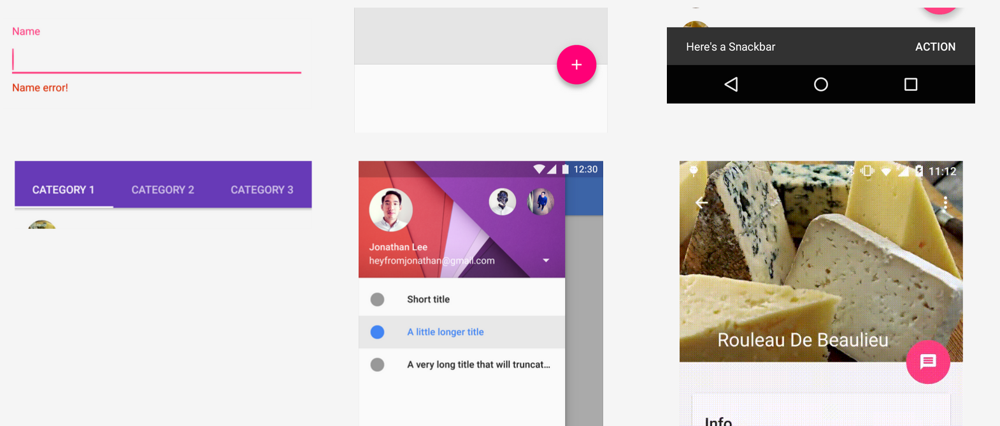 Name
Name error!
Here's a Snackbar
ACTION
CATEGORY 1
CATEGORY 2
CATEGORY 3
12:30
Jonathan Lee
heyfromjonathan@gmail.com
Short title
A little longer title
A very long title that will truncat...
11:12
Rouleau De Beaulieu
Info